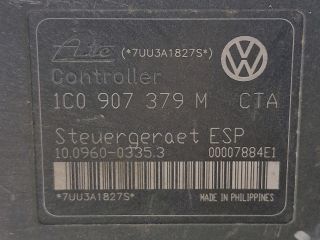 Ate (*7UU3A1827S*)
Controller
1C0 907 379 M CTA
Steuergeraet ESP
10.0960-0335.3 00007884E1
*7UU3A1827S*
MADE IN PHILIPPINES